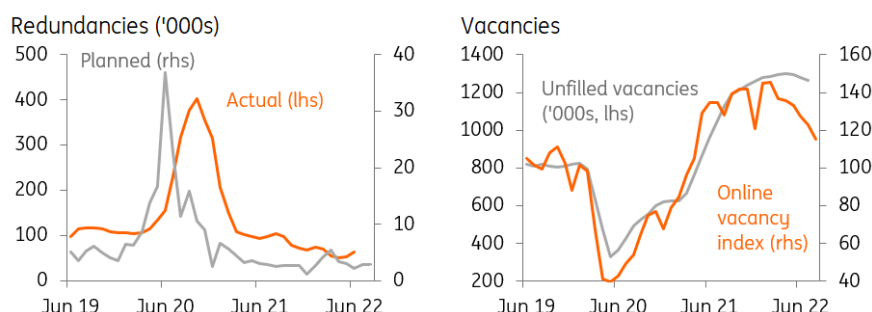 Redundancies ('000s)
500
400
300
200
100
0
40
30
20
10
0
Planned (rhs)
Actual (lhs)
Jun 19
Jun 20
Jun 21
Jun 22
Vacancies
1400
1200
1000
800
600
400
200
160
140
120
100
80
60
40
Unfilled vacancies
('000s, lhs)
Online
vacancy
index (rhs)
Jun 19
Jun 20
Jun 21
Jun 22